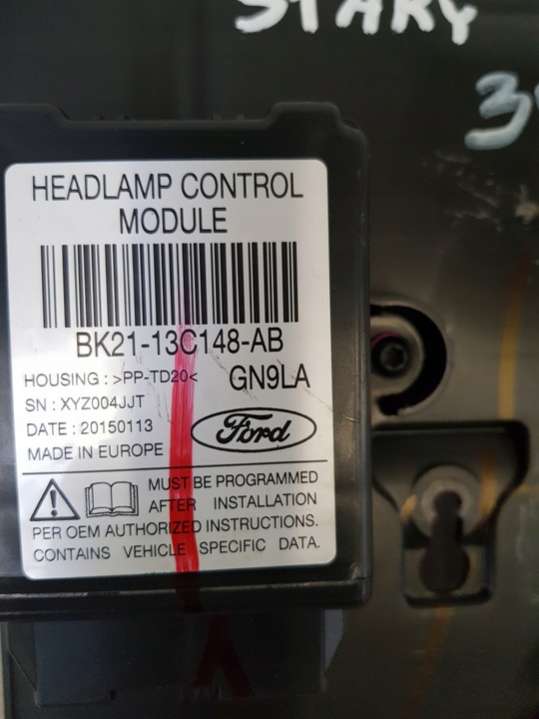 STARY
HEADLAMP CONTROL
MODULE
BK21-13C148-AB
HOUSING : >PP-TD20< GN9LA
SN : XYZ004JJT
DATE : 20150113
Ford
MADE IN EUROPE
MUST BE PROGRAMMED
AFTER INSTALLATION
PER OEM AUTHORIZED INSTRUCTIONS.
CONTAINS VEHICLE SPECIFIC DATA.